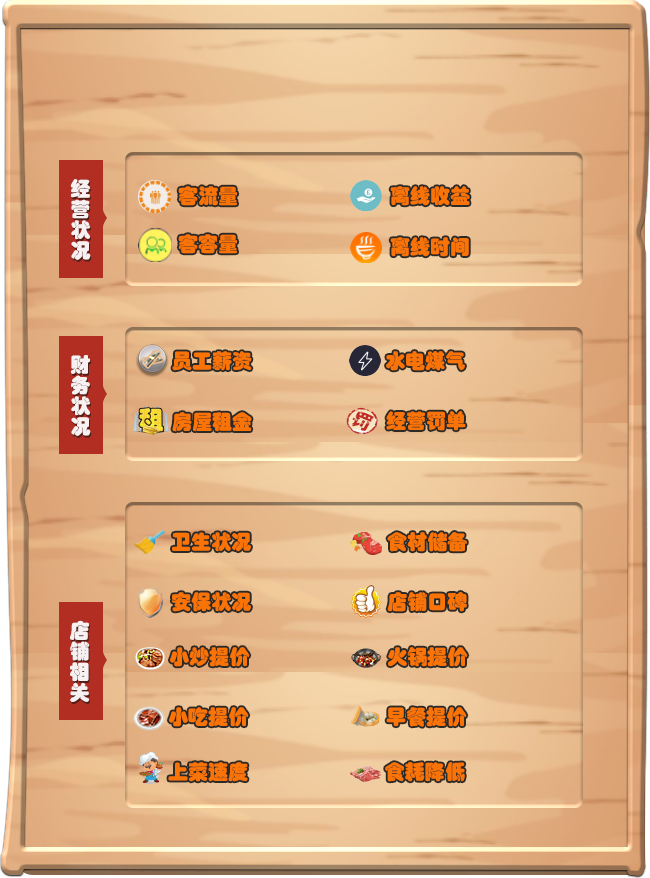 经营状况
客流量
离线收益
客容量
离线时间
财务状况
员工薪资
水电煤气
租
房屋租金
罚
经营罚单
店铺相关
卫生状况
食材储备
安保状况
店铺口碑
小炒提价
火锅提价
小吃提价
早餐提价
上菜速度
食耗降低